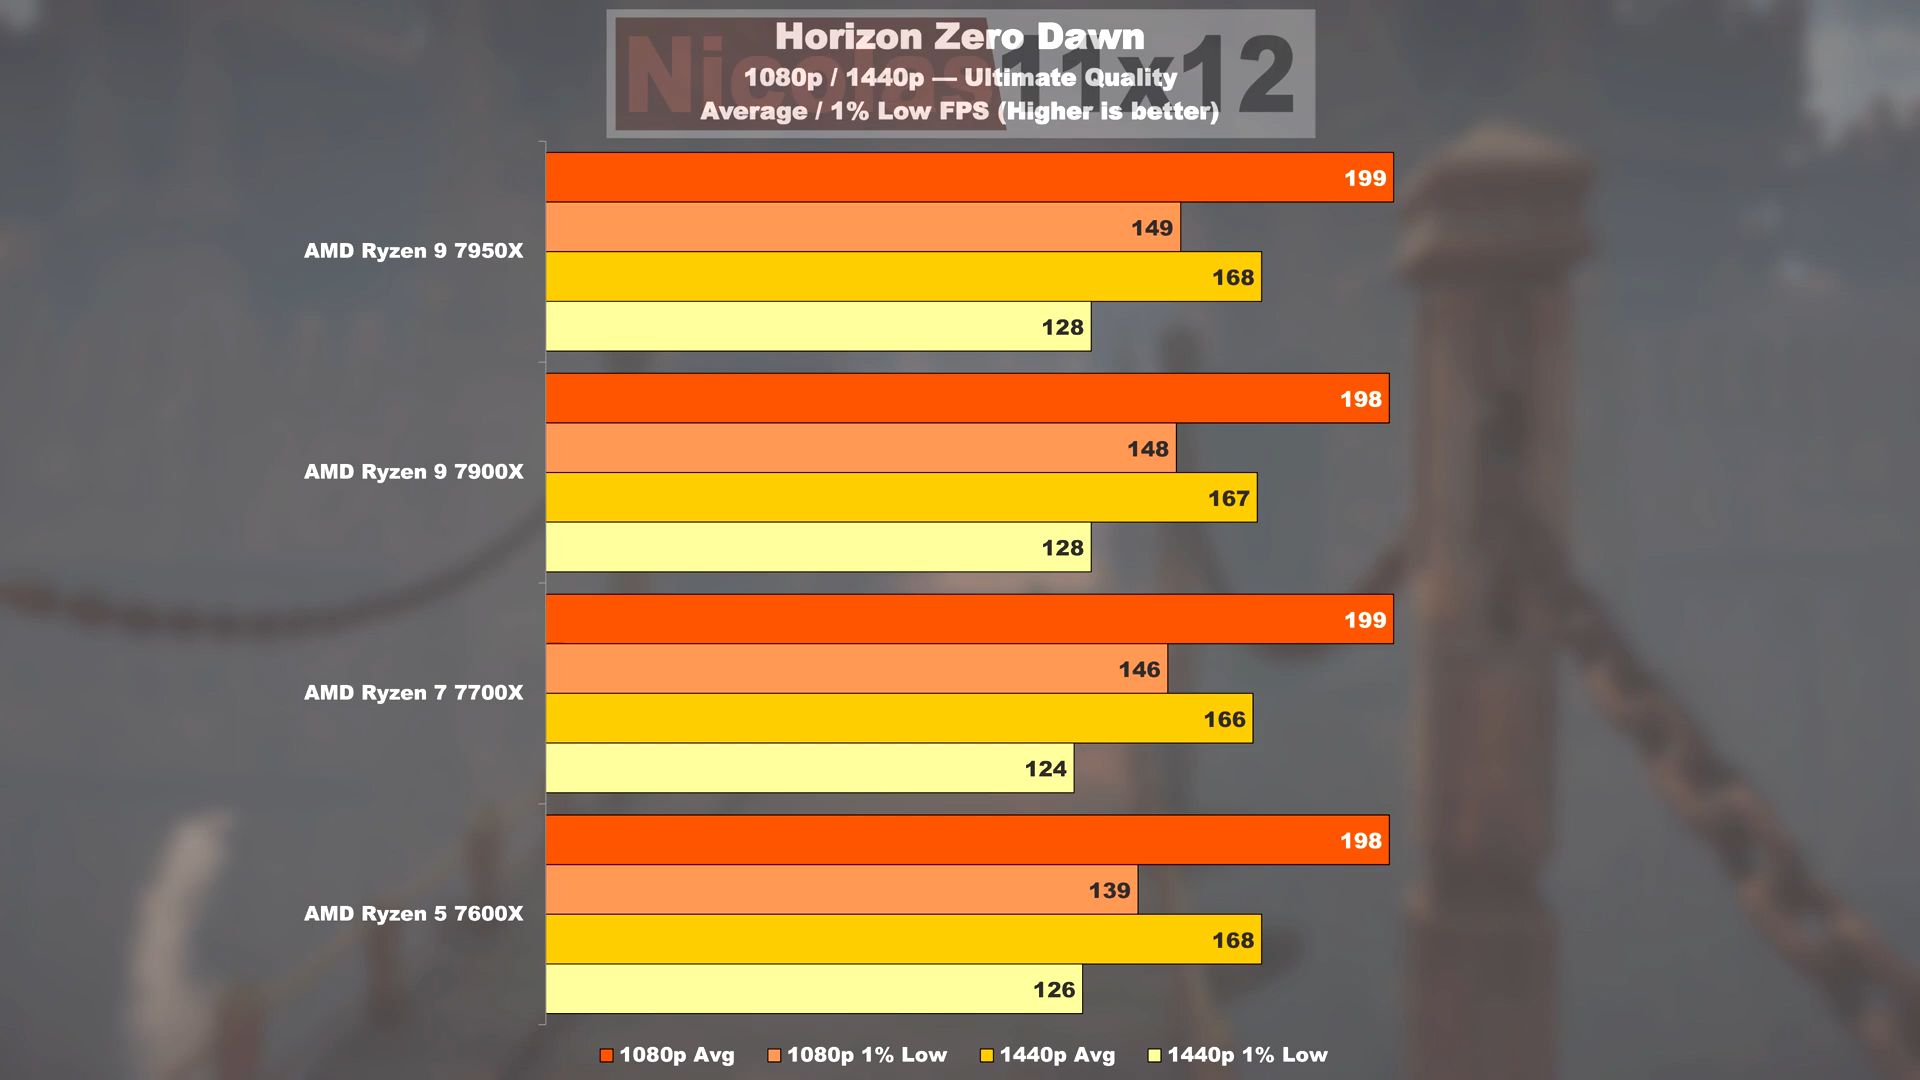 Nicolas11x12
Horizon Zero Dawn
1080p / 1440p — Ultimate Quality
Average / 1% Low FPS (Higher is better)
AMD Ryzen 9 7950X
199
149
168
128
AMD Ryzen 9 7900X
198
148
167
128
AMD Ryzen 7 7700X
199
146
166
124
AMD Ryzen 5 7600X
198
139
168
126
1080p Avg 1080p 1% Low 1440p Avg 1440p 1% Low